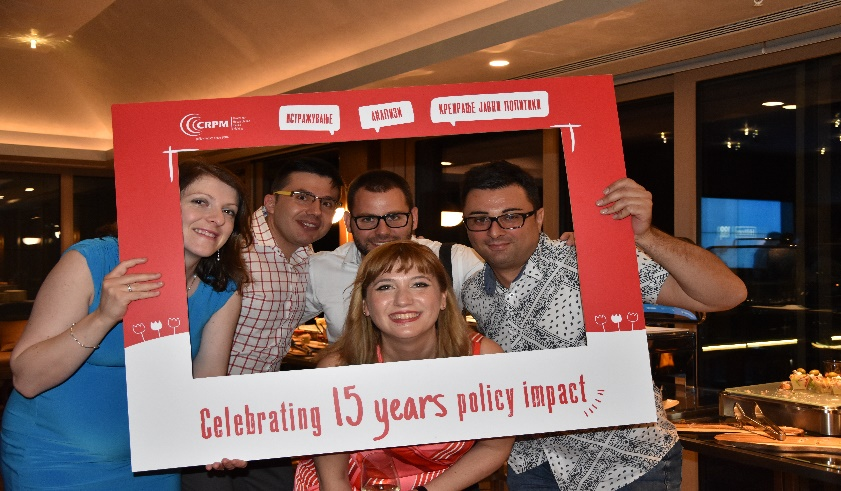 CRPM
ИСТРАЖУВАЊЕ
АНАЛИЗИ
КРЕИРАЊЕ ЈАВНИ ПОЛИТИКИ
Celebrating 15 years policy impact